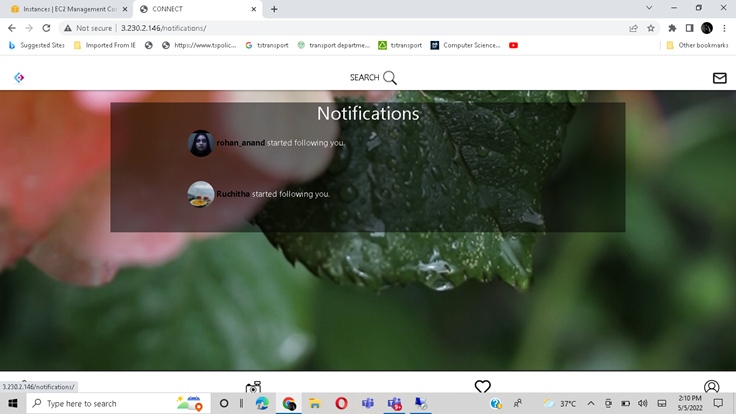 Instances | EC2 Management Con
CONNECT
Not secure | 3.230.2.146/notifications/
Suggested Sites
Imported From IE
https://www.tspolic...
tstransport
transport departme...
tstransport
Computer Science...
Other bookmarks
SEARCH
Notifications
rohan_anand started following you.
Ruchitha started following you.
3.230.2.146/notifications/
Type here to search
37°C
2:10 PM
5/5/2022